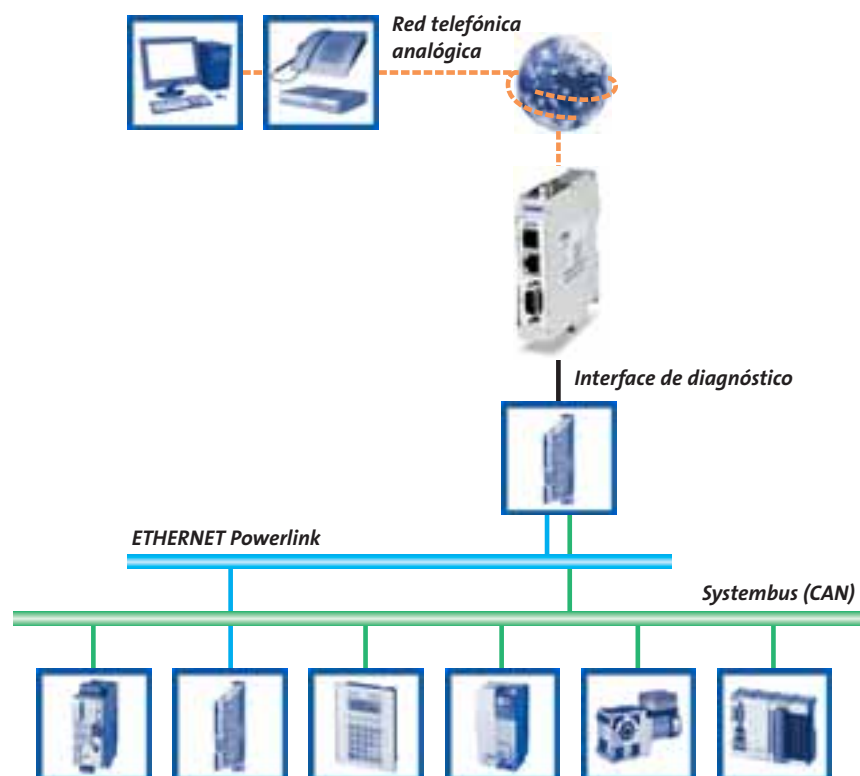 Red telefónica
analógica
Interface de diagnóstico
ETHERNET Powerlink
Systembus (CAN)